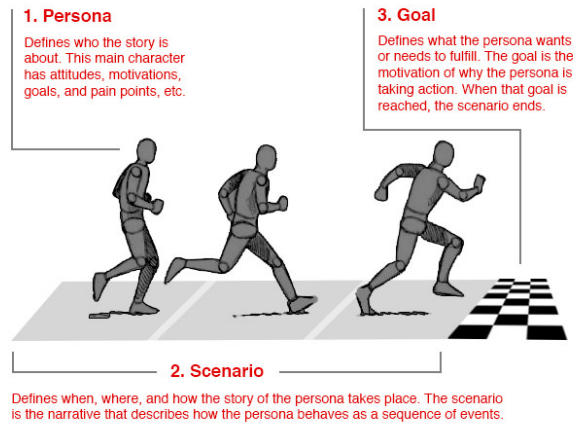 1. Persona
Defines who the story is
about. This main character
has attitudes, motivations,
goals, and pain points, etc.
3. Goal
Defines what the persona wants
or needs to fulfill. The goal is the
motivation of why the persona is
taking action. When that goal is
reached, the scenario ends.
2. Scenario
Defines when, where, and how the story of the persona takes place. The scenario
is the narrative that describes how the persona behaves as a sequence of events.